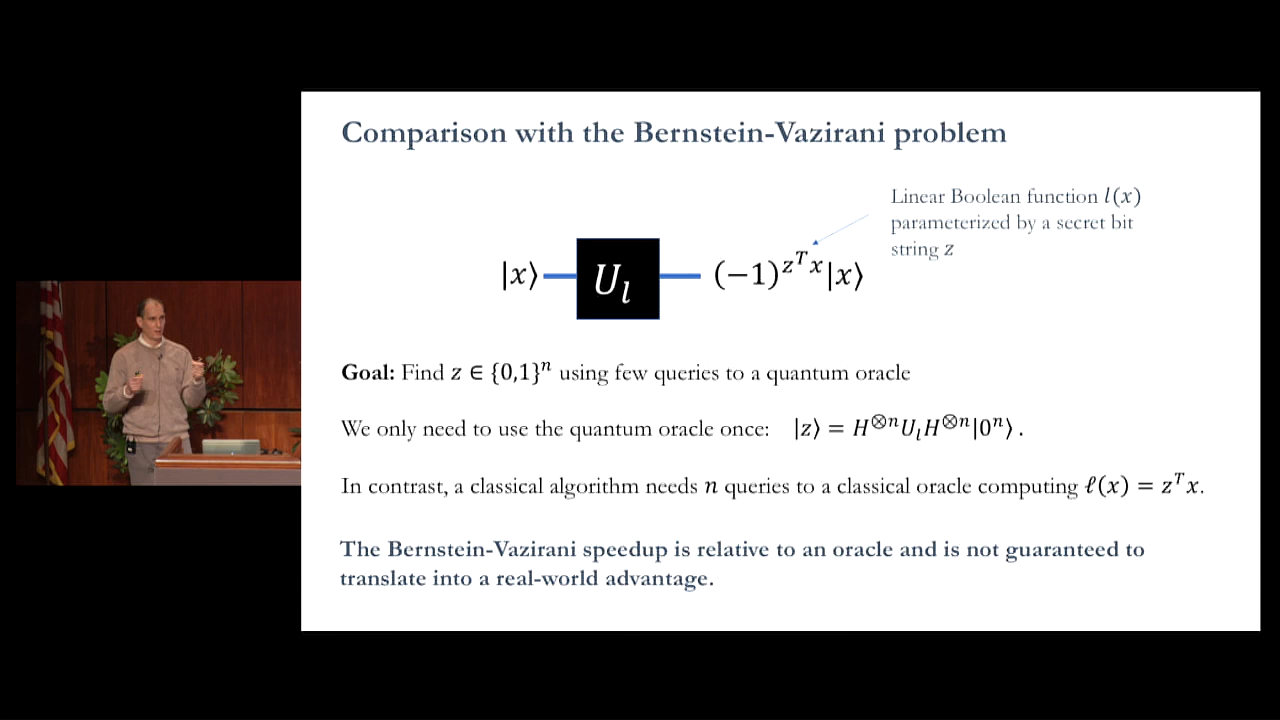 Comparison with the Bernstein-Vazirani problem
Linear Boolean function l(x)
parameterized by a secret bit
string z
|x⟩ U_l (−1)^{z^T x}|x⟩
Goal: Find z ∈ {0,1}^n using few queries to a quantum oracle
We only need to use the quantum oracle once: |z⟩ = H^{⊗n}U_lH^{⊗n}|0^n⟩ .
In contrast, a classical algorithm needs n queries to a classical oracle computing ℓ(x) = z^T x.
The Bernstein-Vazirani speedup is relative to an oracle and is not guaranteed to
translate into a real-world advantage.